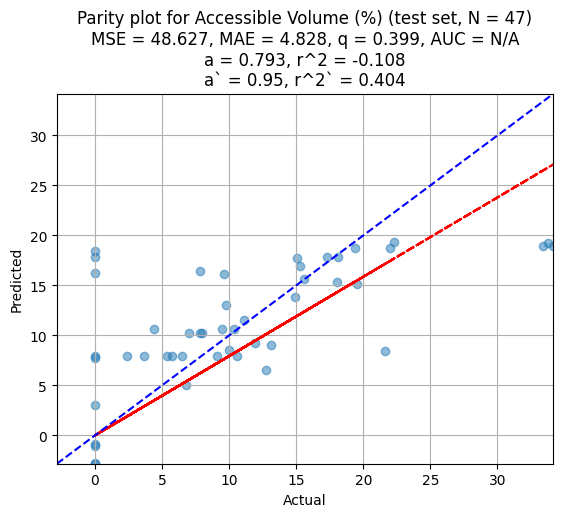 Parity plot for Accessible Volume (%) (test set, N = 47)
MSE = 48.627, MAE = 4.828, q = 0.399, AUC = N/A
a = 0.793, r^2 = -0.108
a` = 0.95, r^2` = 0.404
30
25
20
15
10
5
0
Predicted
0 5 10 15 20 25 30
Actual